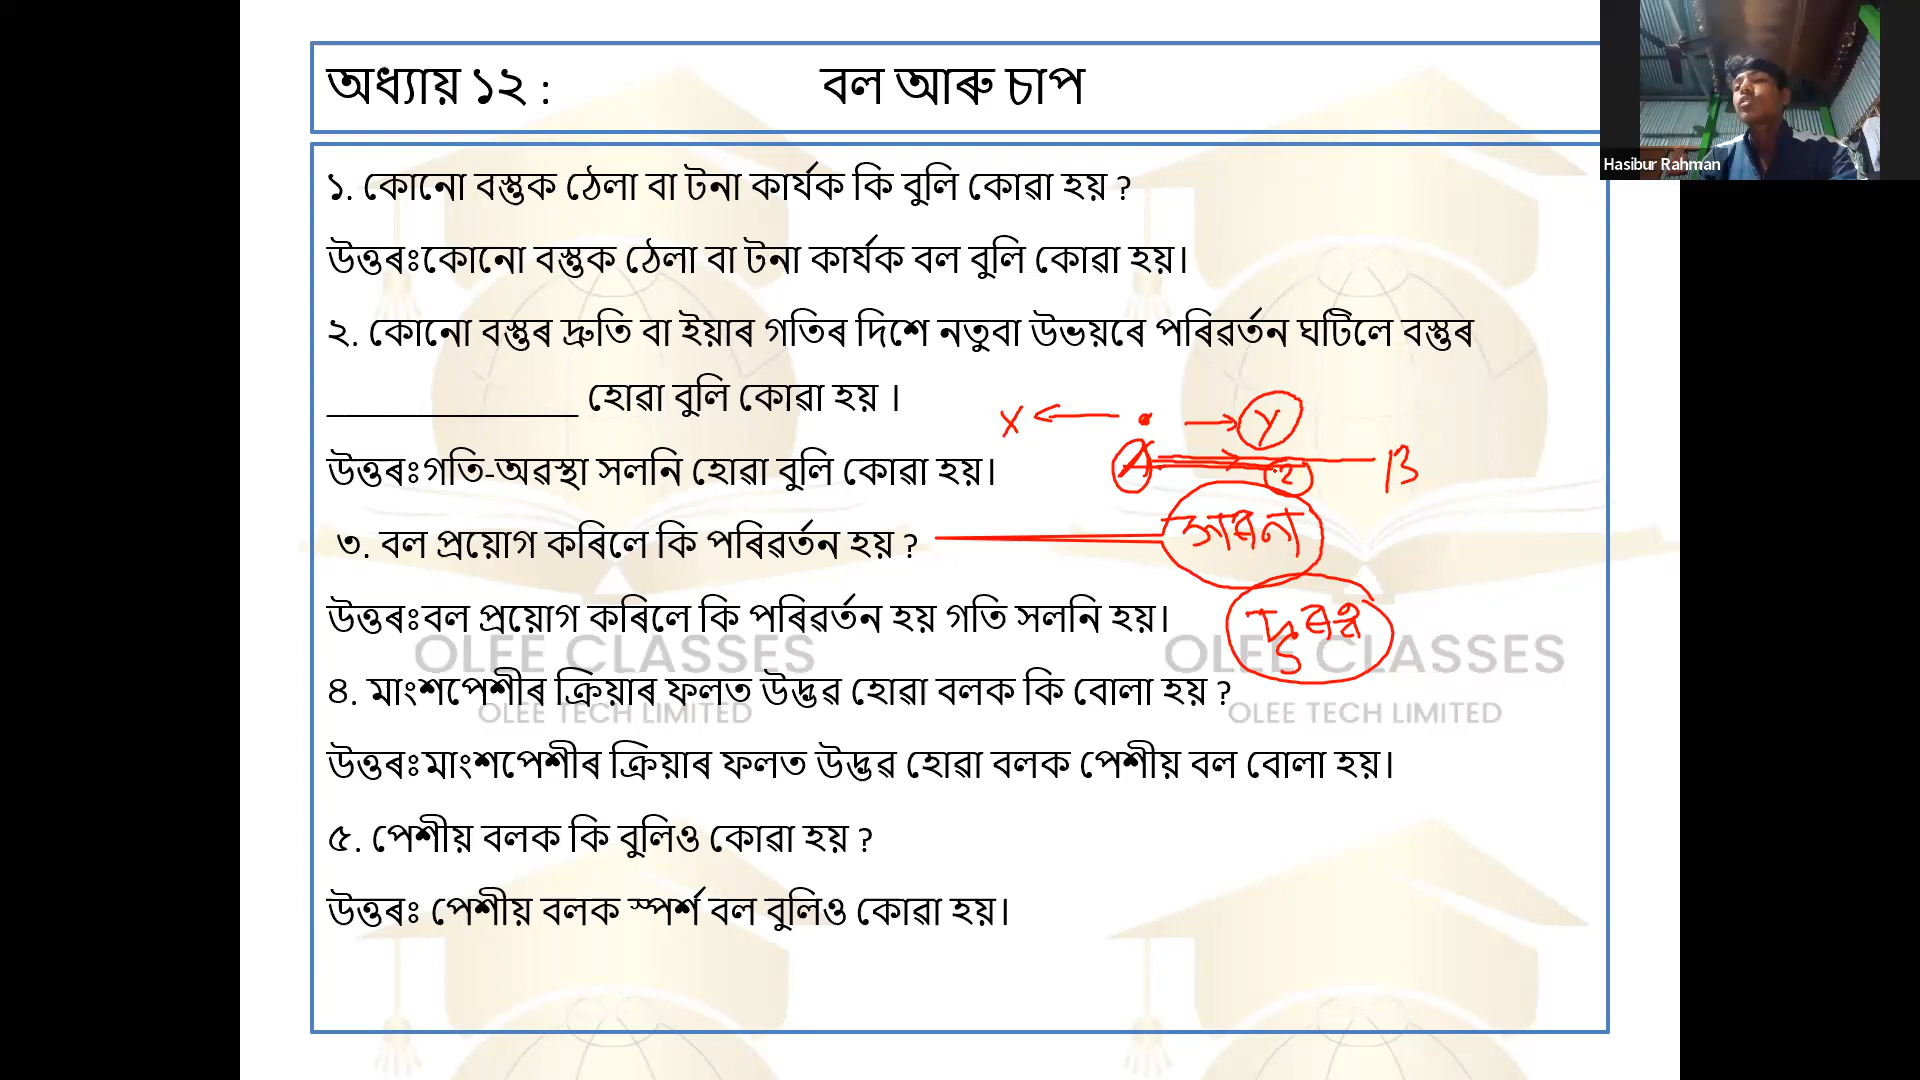 অধ্যায় ১২ : বল আৰু চাপ
Hasibur Rahman
১. কোনো বস্তুক ঠেলা বা টনা কাৰ্যক কি বুলি কোৱা হয় ?
উত্তৰঃকোনো বস্তুক ঠেলা বা টনা কাৰ্যক বল বুলি কোৱা হয়।
২. কোনো বস্তুৰ দ্ৰুতি বা ইয়াৰ গতিৰ দিশে নতুবা উভয়ৰে পৰিৱৰ্তন ঘটিলে বস্তুৰ
______________ হোৱা বুলি কোৱা হয় ।
X Y
উত্তৰঃগতি-অৱস্থা সলনি হোৱা বুলি কোৱা হয়।
A B
৩. বল প্ৰয়োগ কৰিলে কি পৰিৱৰ্তন হয় ?
উত্তৰঃবল প্ৰয়োগ কৰিলে কি পৰিৱৰ্তন হয় গতি সলনি হয়।
OLEE CLASSES OLEE CLASSES
৪. মাংশপেশীৰ ক্ৰিয়াৰ ফলত উদ্ভৱ হোৱা বলক কি বোলা হয় ?
OLEE TECH LIMITED OLEE TECH LIMITED
উত্তৰঃমাংশপেশীৰ ক্ৰিয়াৰ ফলত উদ্ভৱ হোৱা বলক পেশীয় বল বোলা হয়।
৫. পেশীয় বলক কি বুলিও কোৱা হয় ?
উত্তৰঃ পেশীয় বলক স্পৰ্শ বল বুলিও কোৱা হয়।